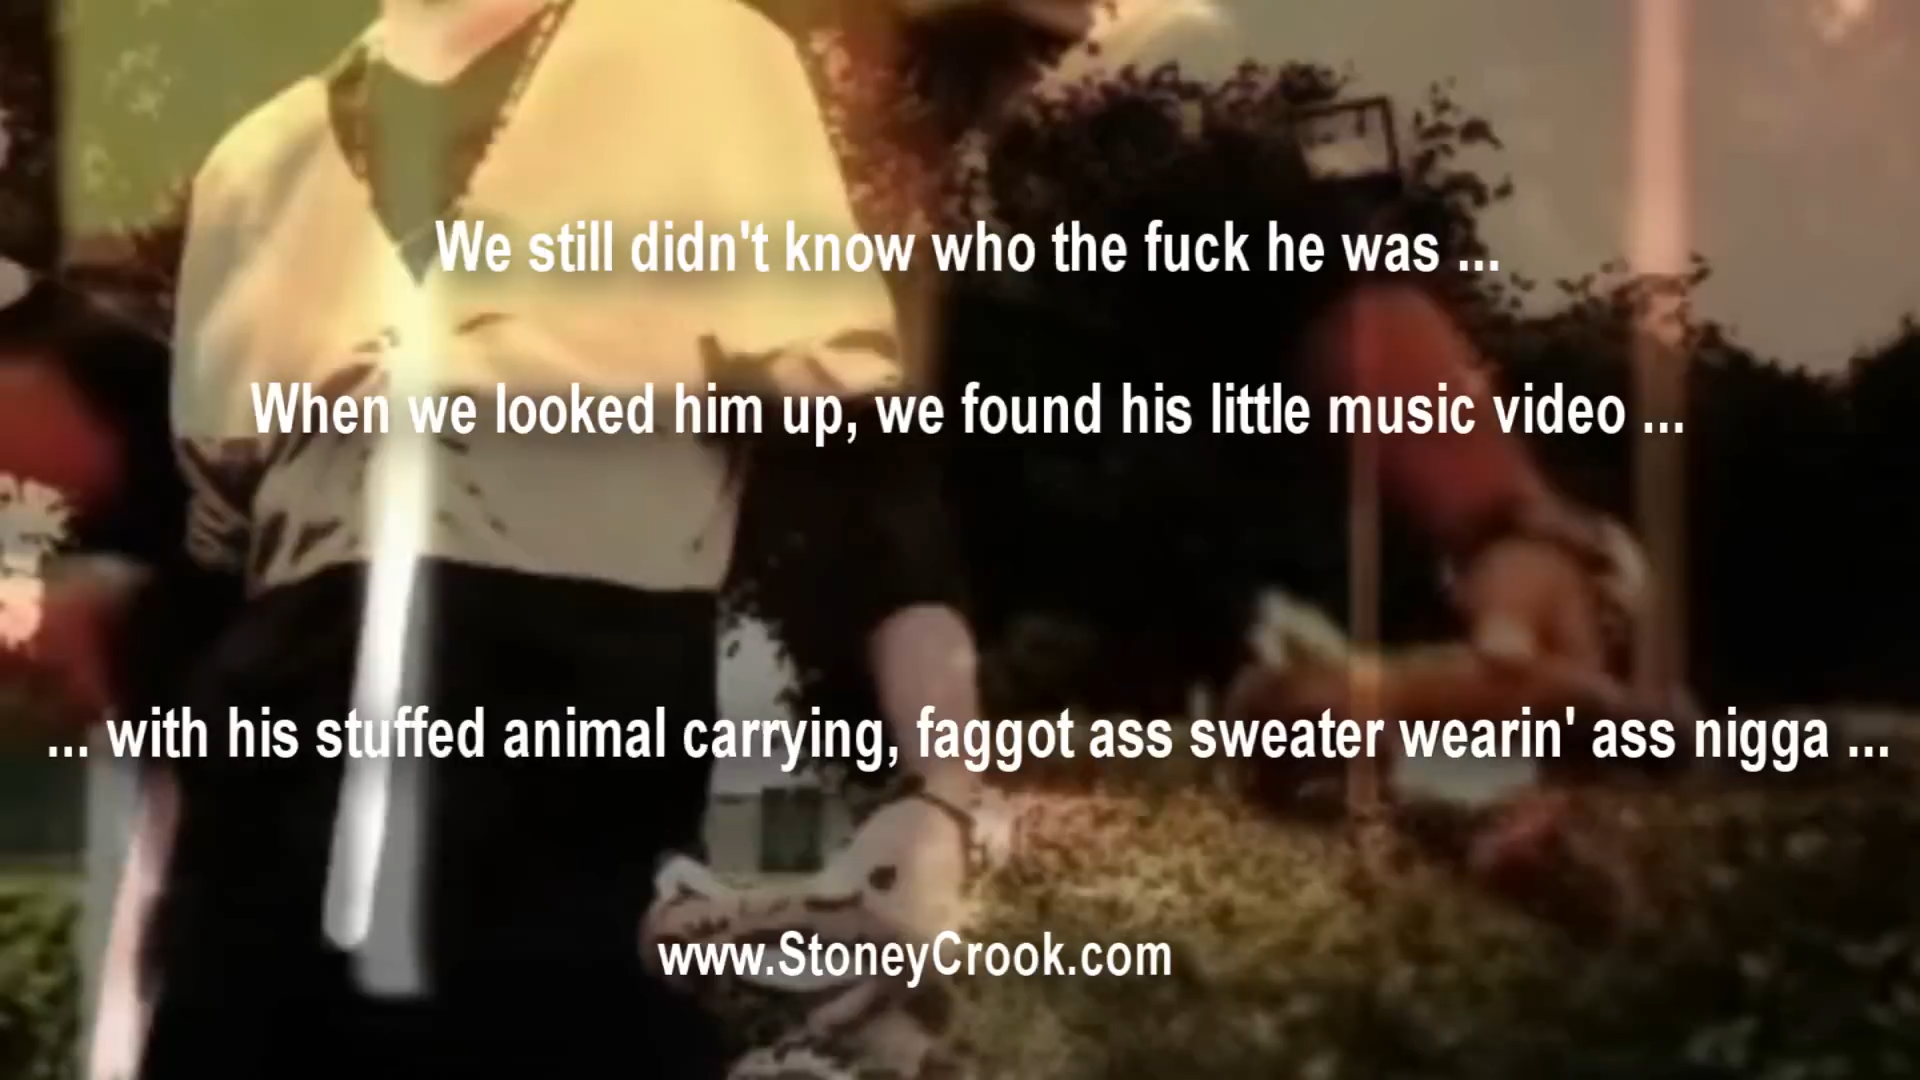 We still didn't know who the fuck he was ...
When we looked him up, we found his little music video ...
... with his stuffed animal carrying, faggot ass sweater wearin' ass nigga ...
www.StoneyCrook.com